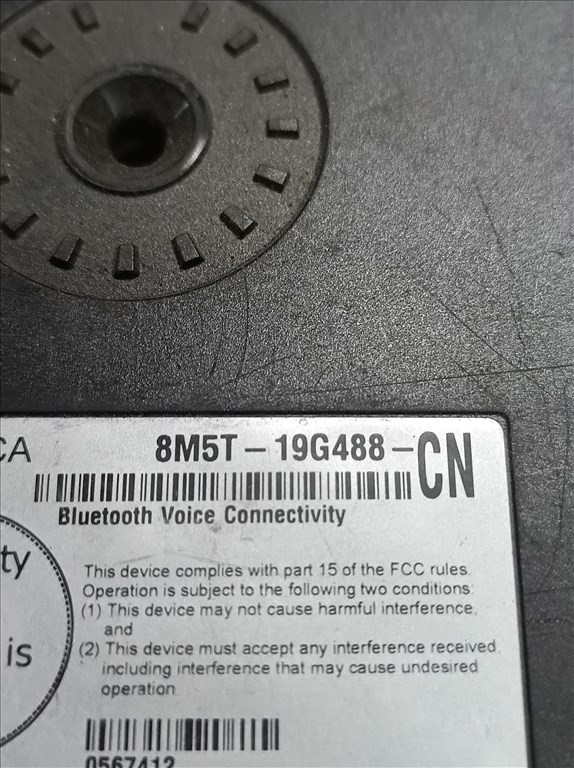 CA 8M5T-19G488-CN
Bluetooth Voice Connectivity
ty
is
This device complies with part 15 of the FCC rules.
Operation is subject to the following two conditions:
(1) This device may not cause harmful interference,
and
(2) This device must accept any interference received,
including interference that may cause undesired
operation
0567412